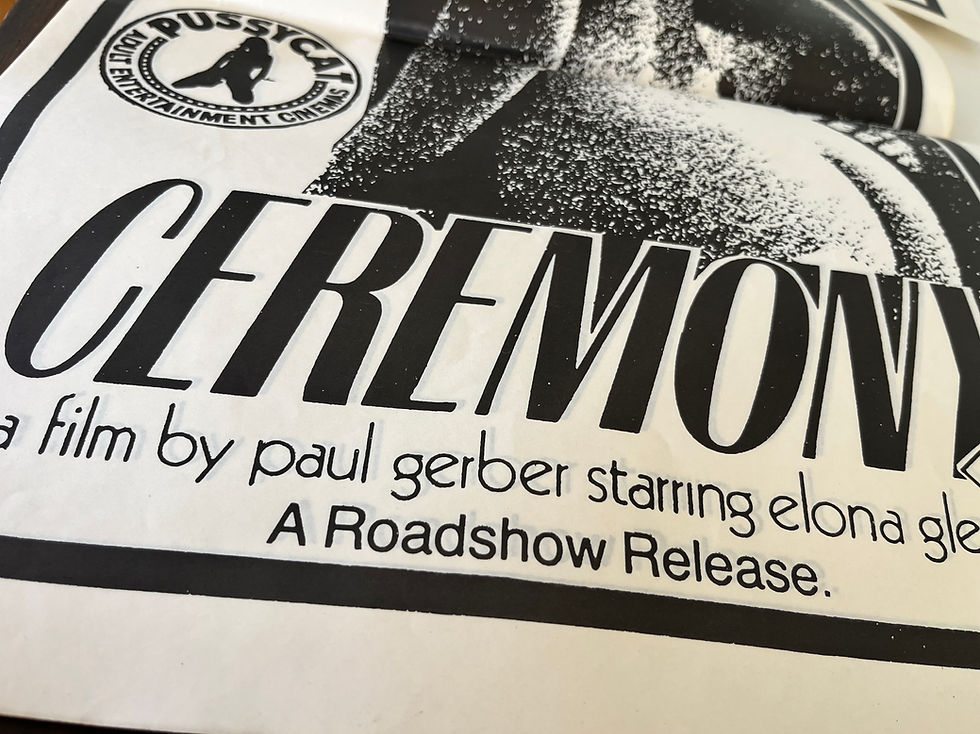 PUSSYCAT
ADULT ENTERTAINMENT CINEMAS
CEREMONY
a film by paul gerber starring elona
A Roadshow Release.